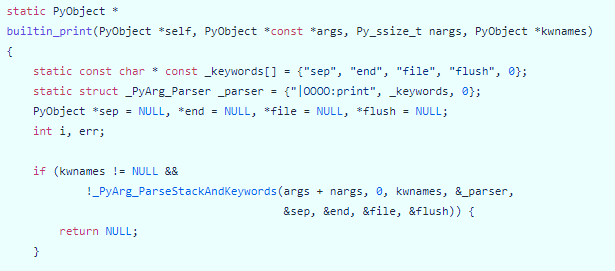 static PyObject *
builtin_print(PyObject *self, PyObject *const *args, Py_ssize_t nargs, PyObject *kwnames)
{
    static const char * const _keywords[] = {"sep", "end", "file", "flush", 0};
    static struct _PyArg_Parser _parser = {"|OOOO:print", _keywords, 0};
    PyObject *sep = NULL, *end = NULL, *file = NULL, *flush = NULL;
    int i, err;

    if (kwnames != NULL &&
            !_PyArg_ParseStackAndKeywords(args + nargs, 0, kwnames, &_parser,
                                          &sep, &end, &file, &flush)) {
        return NULL;
    }